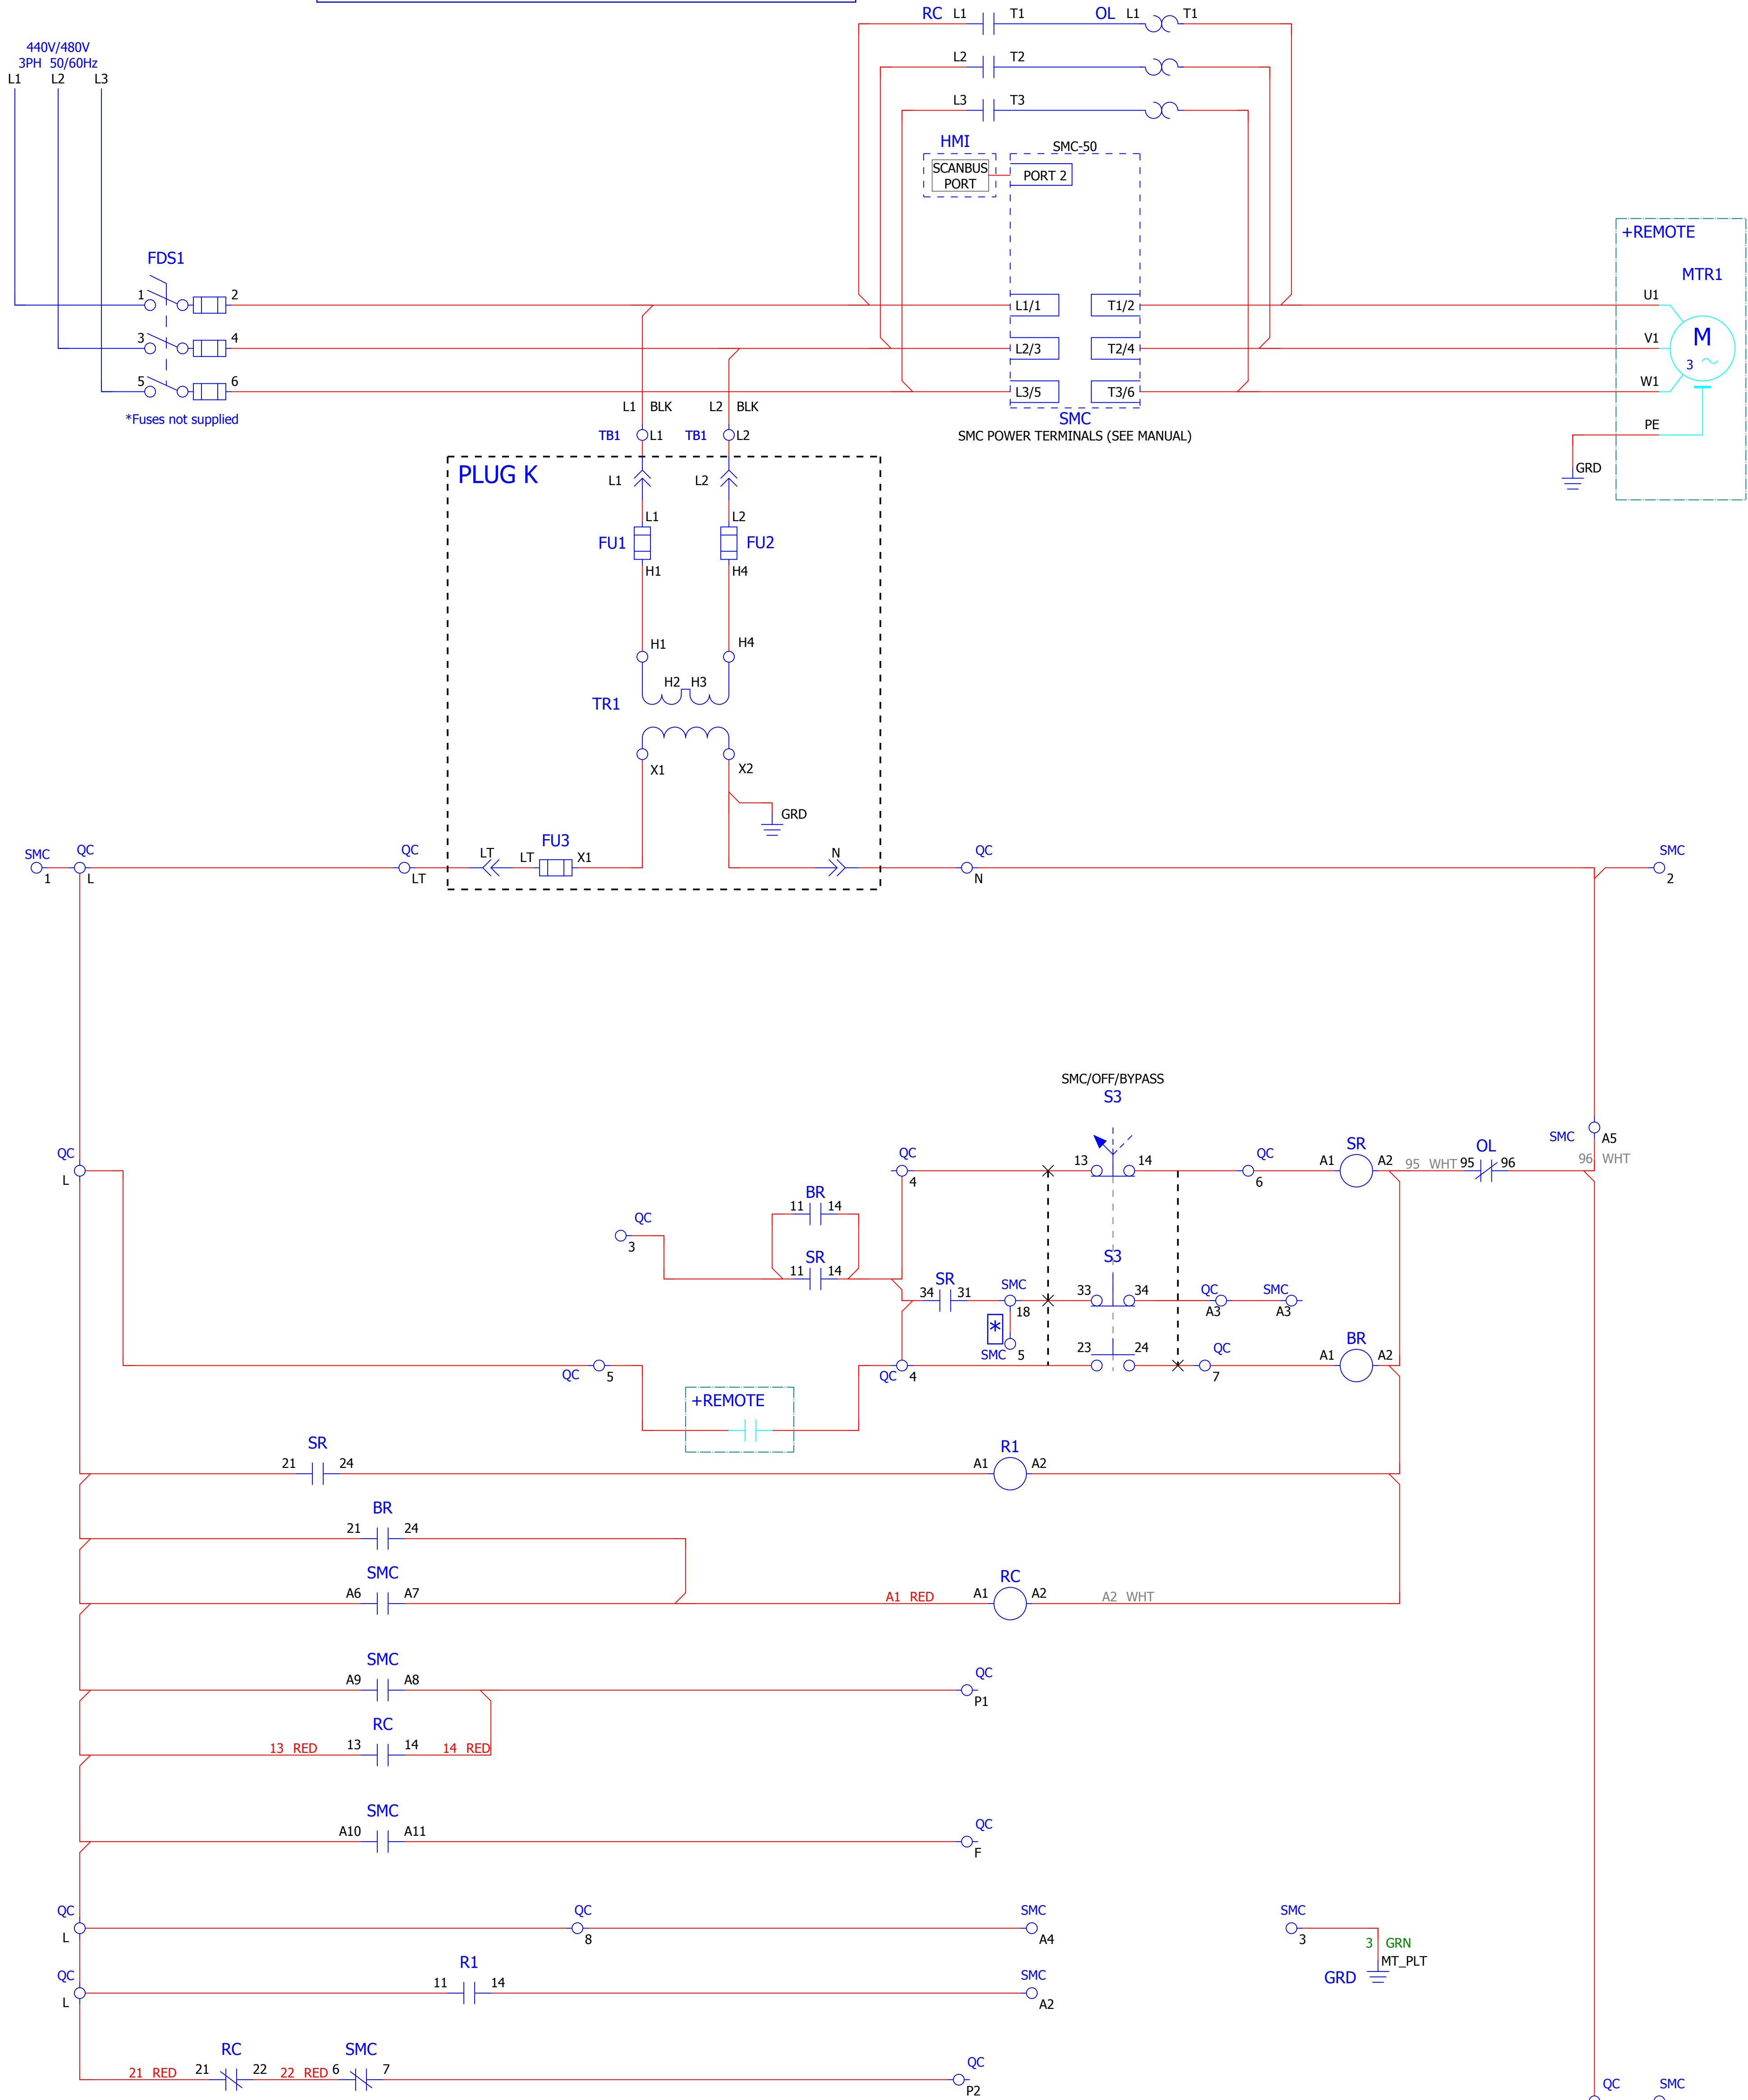 RC L1 T1 OL L1 T1
440V/480V
3PH 50/60Hz
L1 L2 L3
L2 T2
L3 T3
HMI
SMC-50
SCANBUS
PORT
PORT 2
+REMOTE
MTR1
FDS1
1 2
L1/1 T1/2
U1
3 4
L2/3 T2/4
V1
M
3
5 6
L3/5 T3/6
W1
*Fuses not supplied
L1 BLK L2 BLK
SMC
PE
TB1 L1 TB1 L2
SMC POWER TERMINALS (SEE MANUAL)
GRD
PLUG K
L1 L2
L1 L2
FU1 FU2
H1 H4
H1 H4
H2 H3
TR1
X1 X2
GRD
FU3
SMC QC QC LT LT X1 N QC SMC
1 L LT N 2
SMC/OFF/BYPASS
S3
SMC A5
QC QC 13 14 QC SR OL
A1 A2 95 WHT 95 96 96 WHT
L 4 6
BR
11 14
QC
3
SR
11 14
S3
SR
34 31 SMC 33 34 QC SMC
18 A3 A3
*
SMC 5
23 24 QC BR
A1 A2
QC 5 QC 4 7
+REMOTE
SR
21 24
R1
A1 A2
BR
21 24
SMC
A6 A7
RC
A1 RED A1 A2 A2 WHT
SMC
A9 A8
QC
P1
RC
13 RED 13 14 14 RED
SMC
A10 A11
QC
F
QC QC SMC SMC
L 8 A4 3
3 GRN
MT_PLT
GRD
QC R1 SMC
11 14
L A2
RC SMC
21 RED 21 22 22 RED 6 7
QC
P2
QC SMC